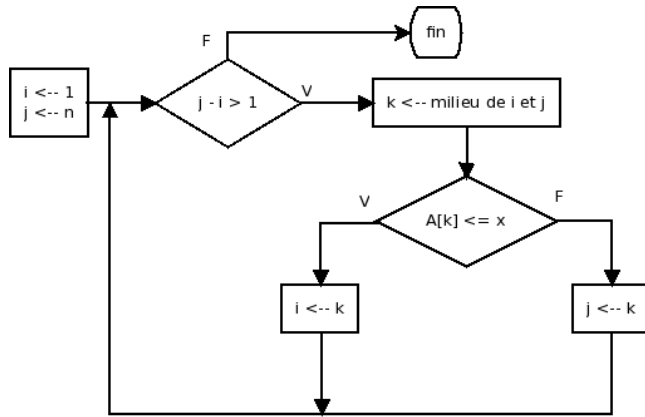 F
fin
i <-- 1
j <-- n
j - i > 1
V
k <-- milieu de i et j
V
A[k] <= x
F
i <-- k
j <-- k